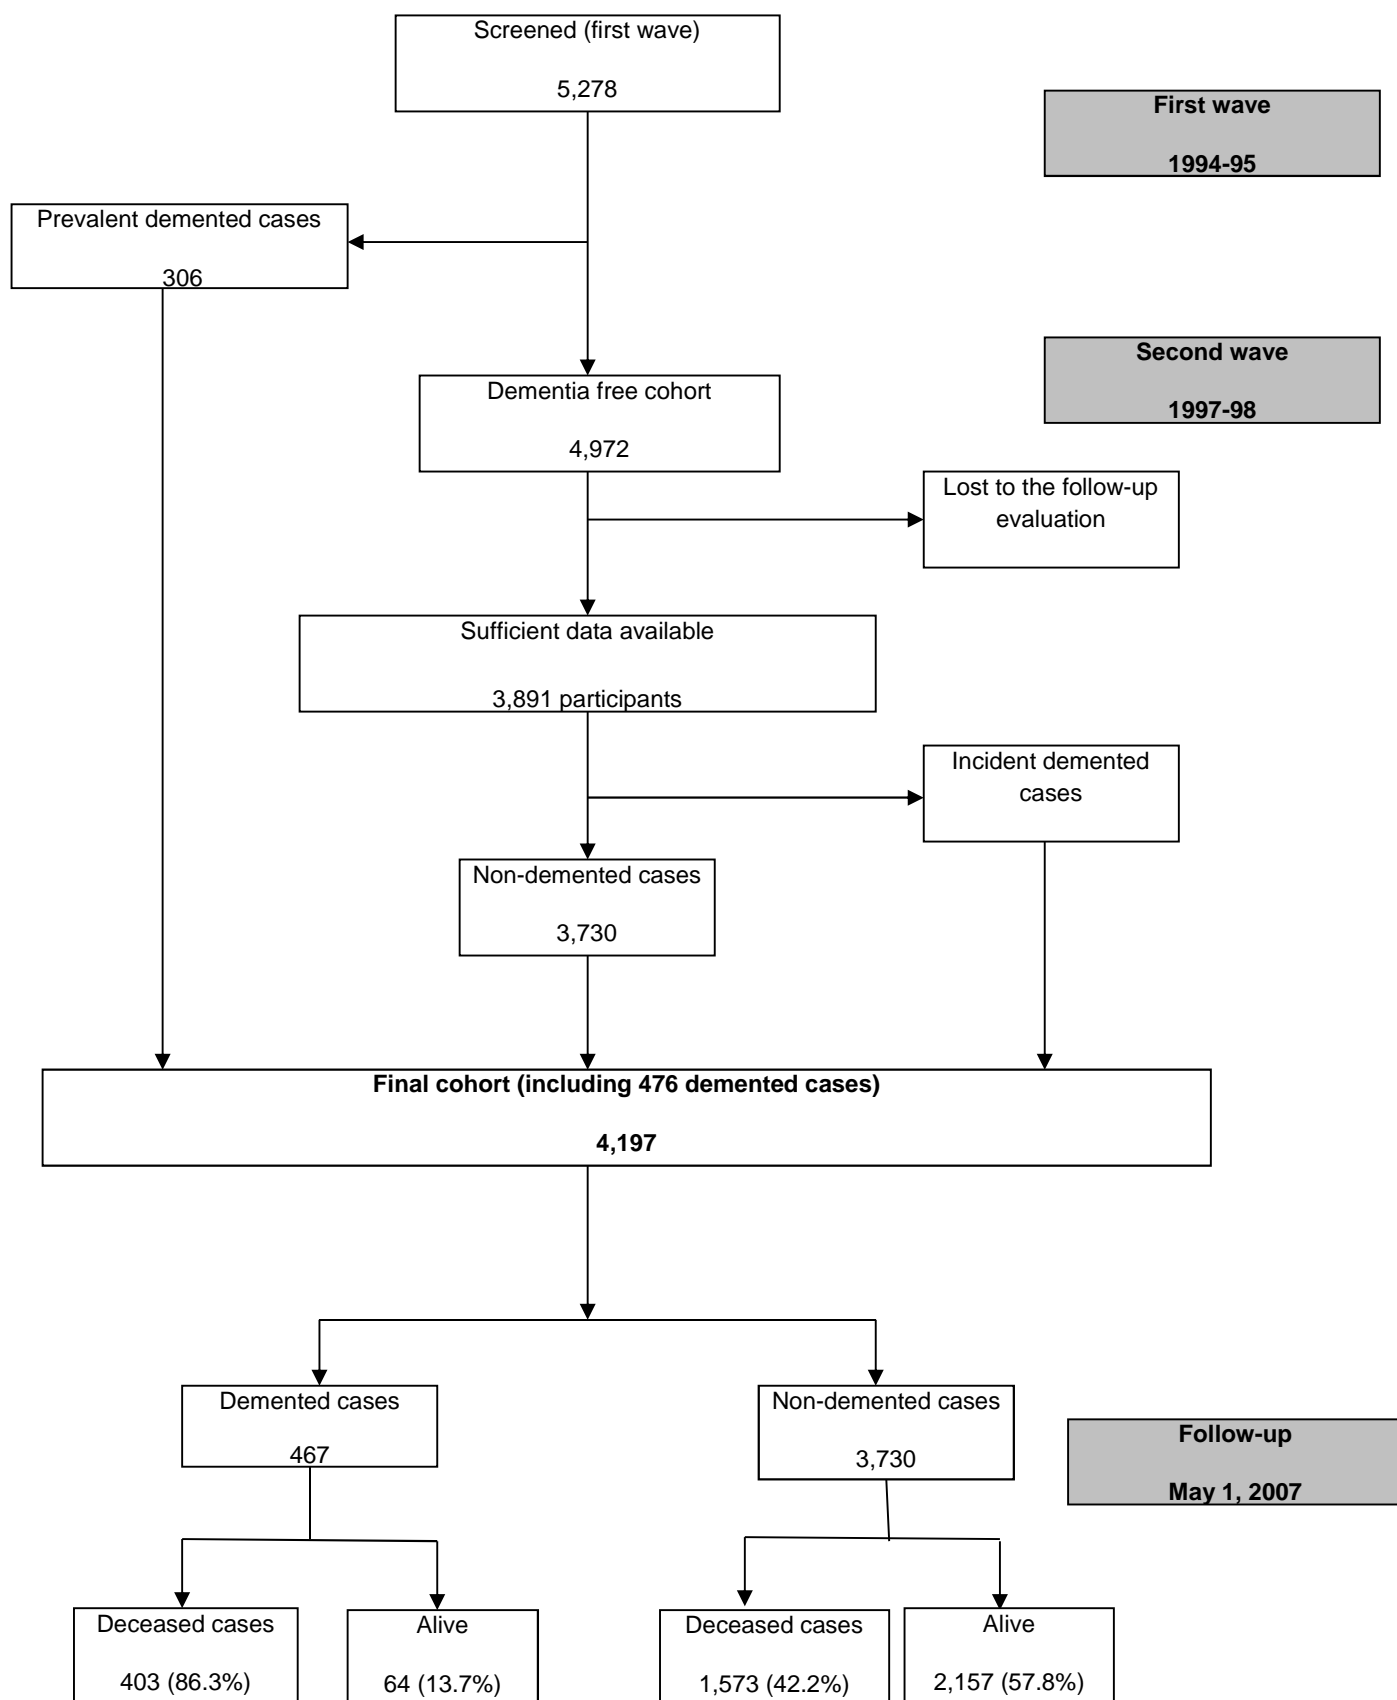 Screened (first wave)
5,278
First wave
1994-95
Prevalent demented cases
306
Second wave
1997-98
Dementia free cohort
4,972
Lost to the follow-up
evaluation
Sufficient data available
3,891 participants
Incident demented
cases
Non-demented cases
3,730
Final cohort (including 476 demented cases)
4,197
Demented cases
467
Non-demented cases
3,730
Follow-up
May 1, 2007
Deceased cases
403 (86.3%)
Alive
64 (13.7%)
Deceased cases
1,573 (42.2%)
Alive
2,157 (57.8%)